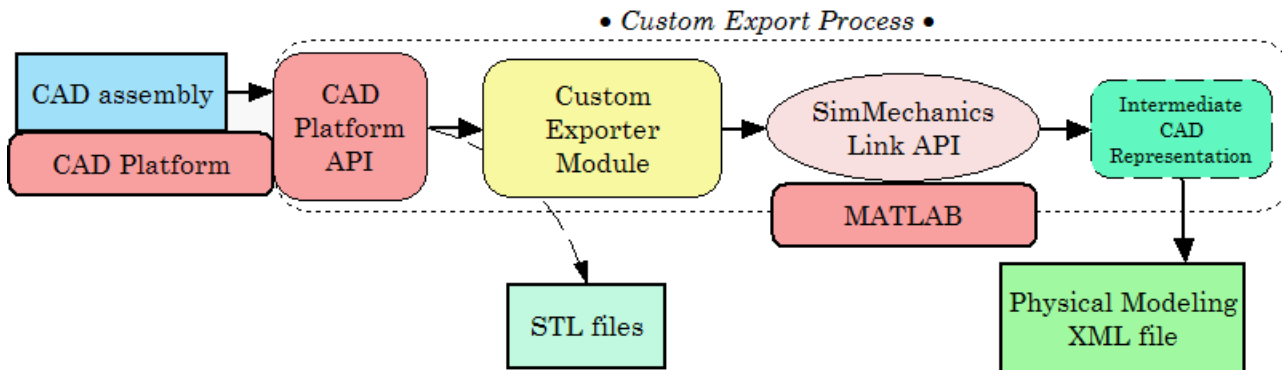 • Custom Export Process •
CAD assembly
CAD Platform
CAD
Platform
API
Custom
Exporter
Module
SimMechanics
Link API
MATLAB
Intermediate
CAD
Representation
STL files
Physical Modeling
XML file